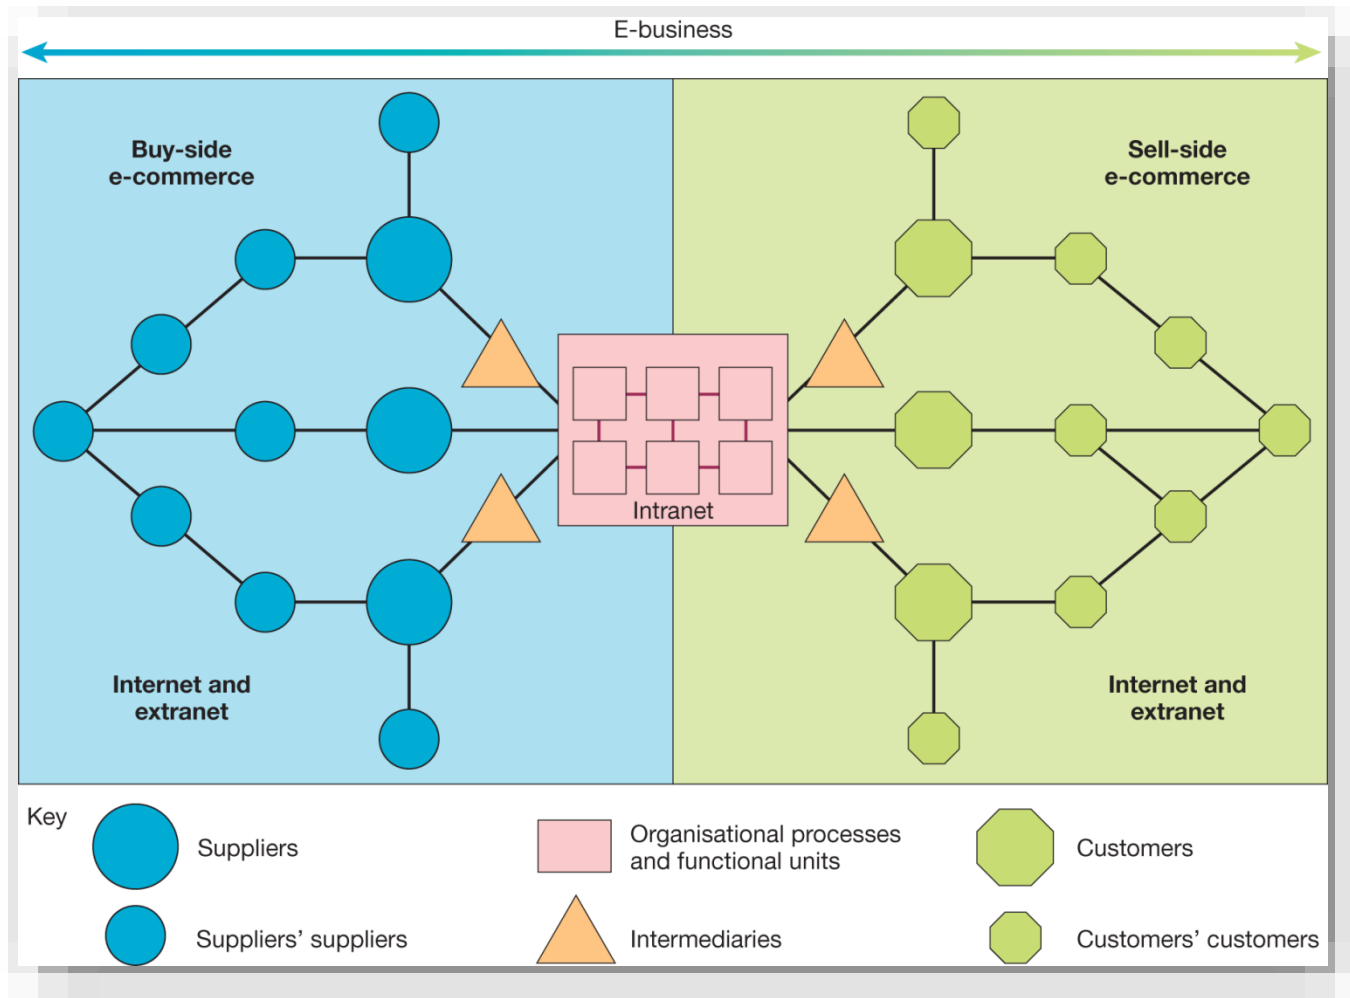 E-business
Buy-side
e-commerce
Sell-side
e-commerce
Intranet
Internet and
extranet
Internet and
extranet
Key
Suppliers
Organisational processes
and functional units
Customers
Suppliers’ suppliers
Intermediaries
Customers’ customers